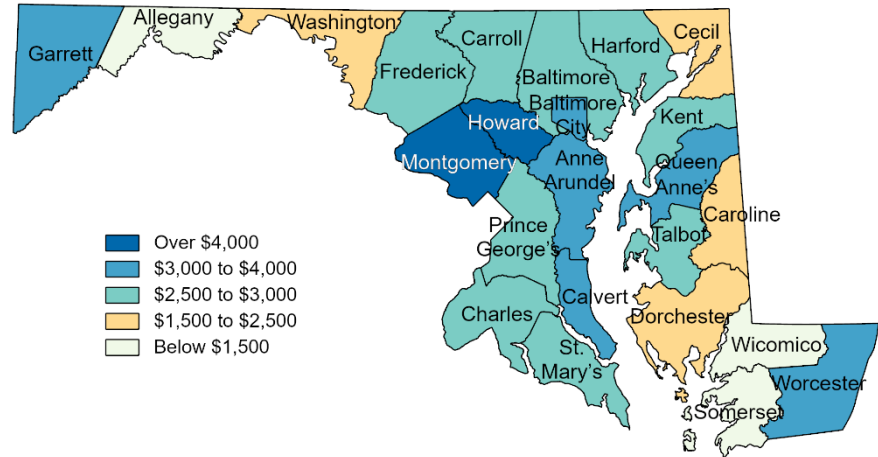 Allegany
Washington
Cecil
Garrett
Carroll
Harford
Frederick
Baltimore
Baltimore
City
Kent
Howard
Montgomery
Anne
Arundel
Queen
Anne's
Caroline
Prince
George's
Talbot
Over $4,000
$3,000 to $4,000
$2,500 to $3,000
$1,500 to $2,500
Below $1,500
Charles
Calvert
Dorchester
St.
Mary's
Wicomico
Worcester
Somerset